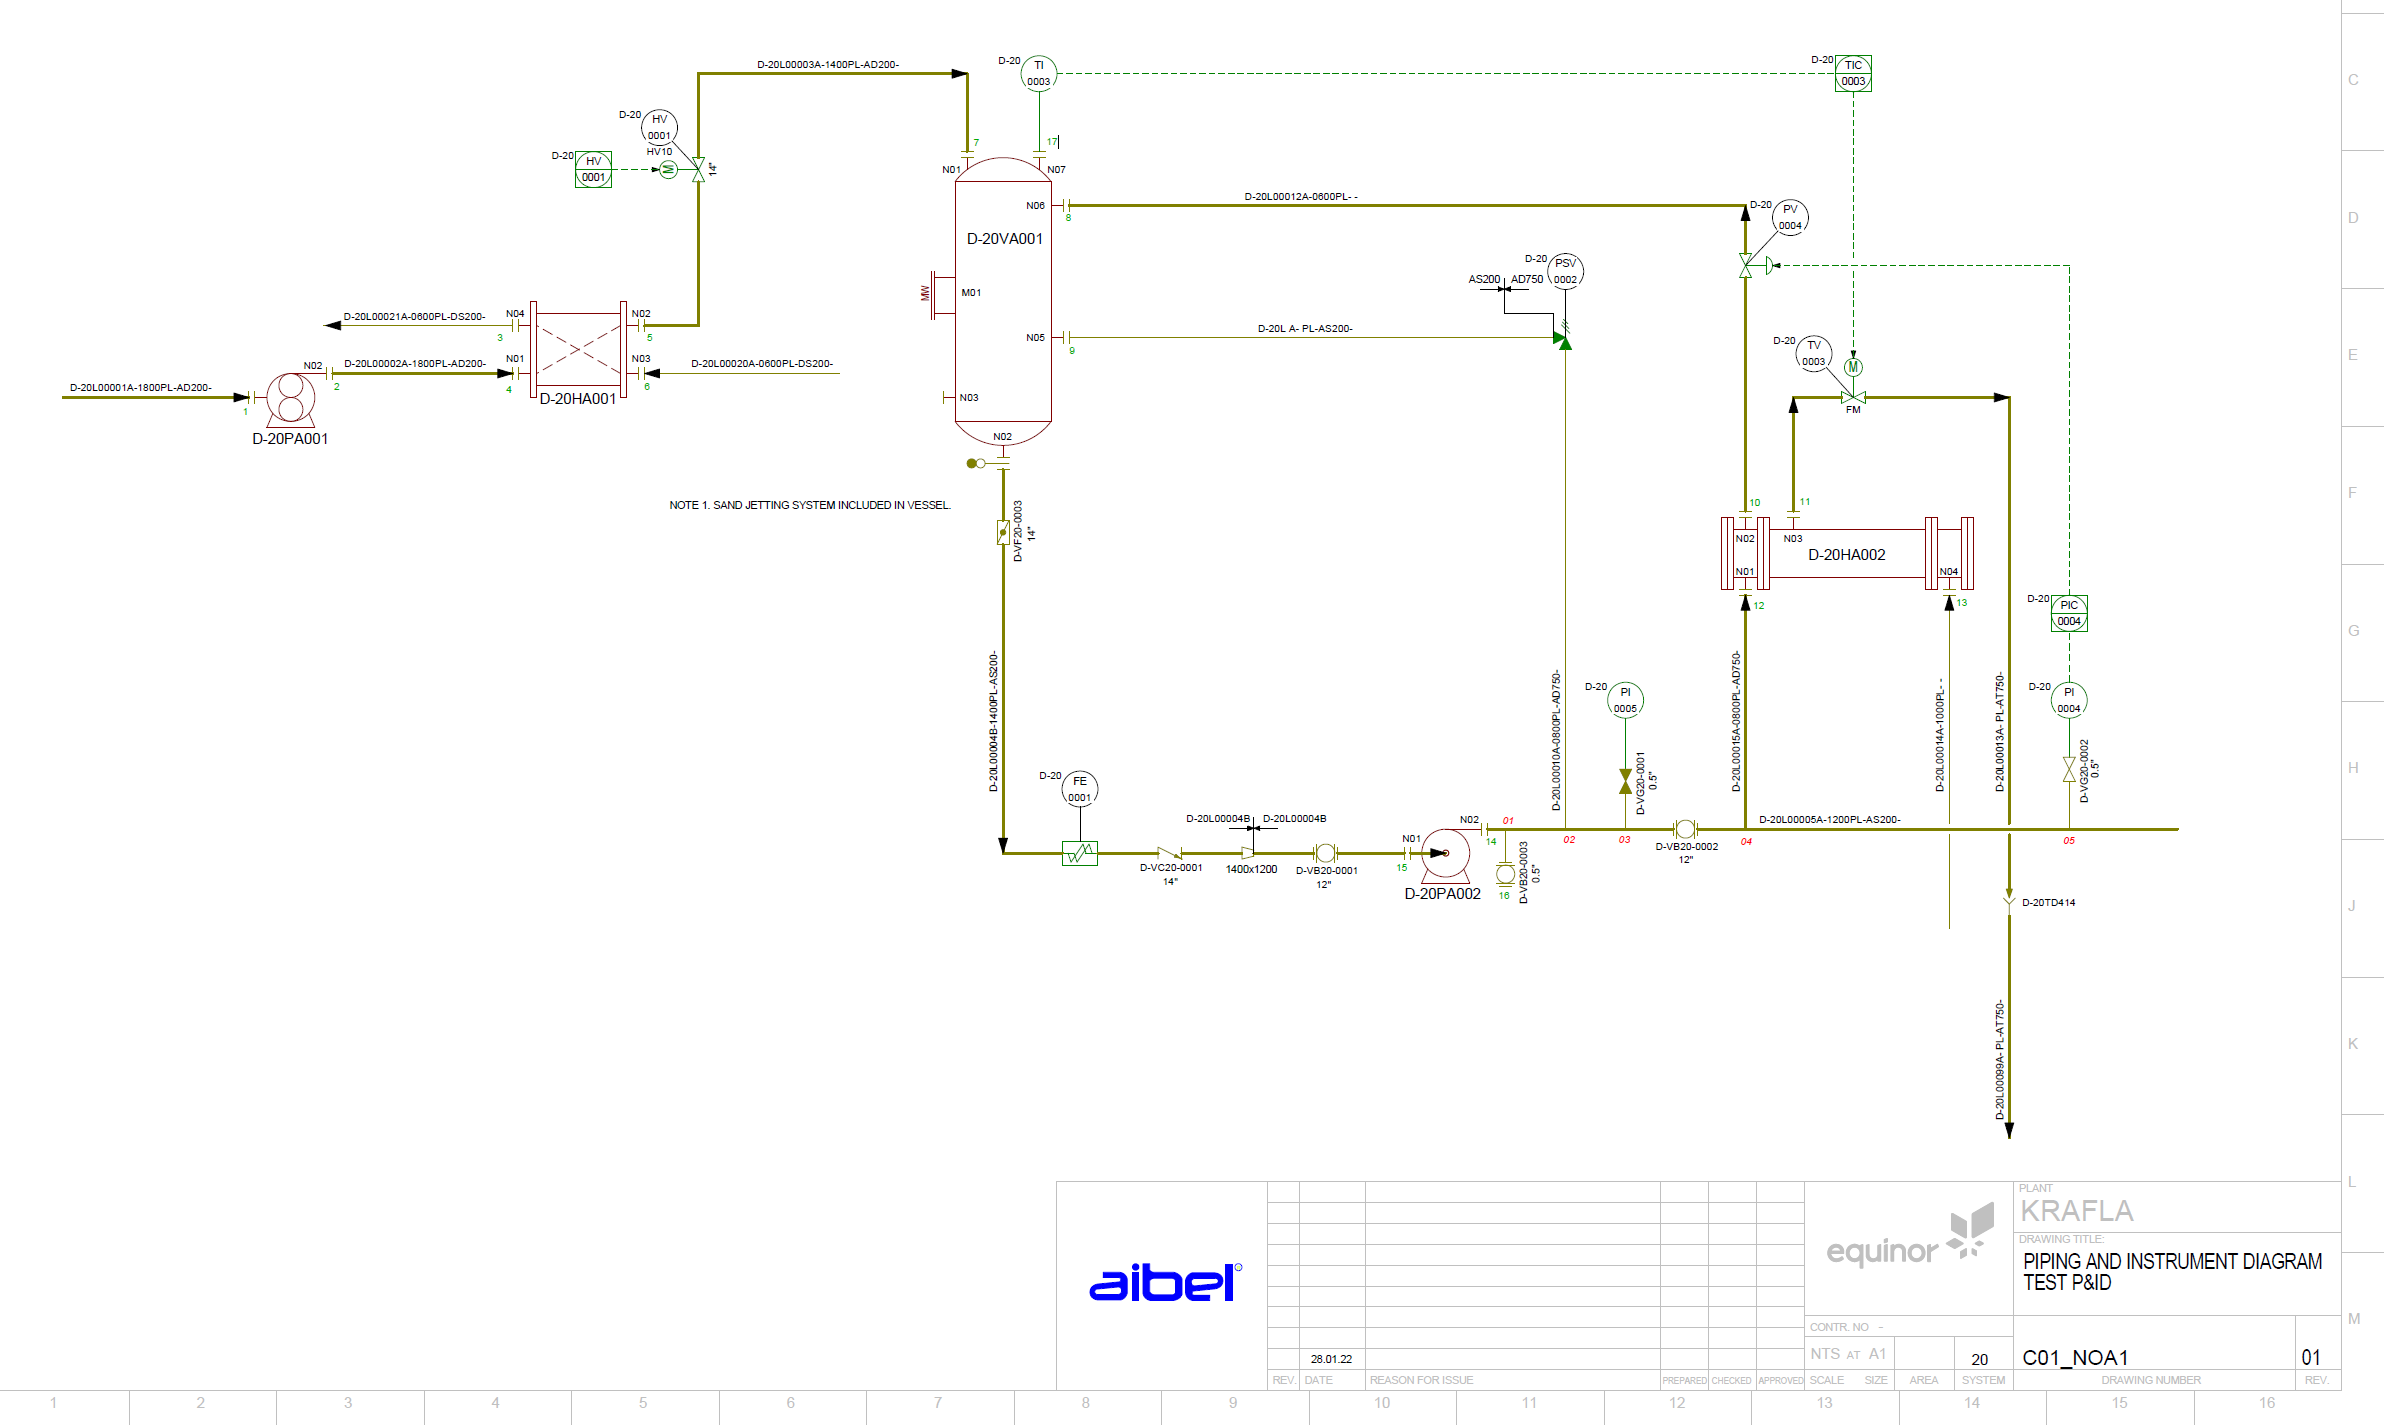 D-20L00003A-1400PL-AD200-
D-20
TI
0003
D-20
TIC
0003
C
D-20
HV
0001
HV10
D-20
HV
0001
M
14"
7
17
N01
N07
N06
8
D-20L00012A-0600PL- -
D-20
PV
0004
D
D-20VA001
MW
M01
AS200
AD750
D-20
PSV
0002
D-20L00021A-0600PL-DS200-
N04
3
N02
5
D-20L A- PL-AS200-
N05
9
D-20
TV
0003
M
FM
E
D-20L00002A-1800PL-AD200-
N01
4
N03
6
D-20L00020A-0600PL-DS200-
D-20L00001A-1800PL-AD200-
1
N02
2
D-20HA001
D-20PA001
N03
N02
NOTE 1. SAND JETTING SYSTEM INCLUDED IN VESSEL.
D-VF20-0003
14"
10
11
F
N02
N03
D-20HA002
N01
N04
12
13
D-20
PIC
0004
G
D-20L00004B-1400PL-AS200-
D-20L00010A-0800PL-AD750-
D-20
PI
0005
D-VG20-0001
0.5"
D-20L00015A-0800PL-AD750-
D-20L00014A-1000PL- -
D-20L00013A- PL-AT750-
D-20
PI
0004
D-VG20-0002
0.5"
H
D-20
FE
0001
D-20L00004B
D-20L00004B
N01
N02
01
14
02
03
04
05
D-20L00005A-1200PL-AS200-
D-VC20-0001
14"
1400x1200
D-VB20-0001
12"
15
D-20PA002
16
D-VB20-0003
0.5"
D-VB20-0002
12"
D-20TD414
J
D-20L00099A- PL-AT750-
K
L
M
aibel
equinor
PLANT
KRAFLA
DRAWING TITLE:
PIPING AND INSTRUMENT DIAGRAM
TEST P&ID
CONTR. NO -
NTS AT A1
28.01.22
20
C01_NOA1
01
REV. DATE REASON FOR ISSUE PREPARED CHECKED APPROVED SCALE SIZE AREA SYSTEM DRAWING NUMBER REV.
1 2 3 4 5 6 7 8 9 10 11 12 13 14 15 16